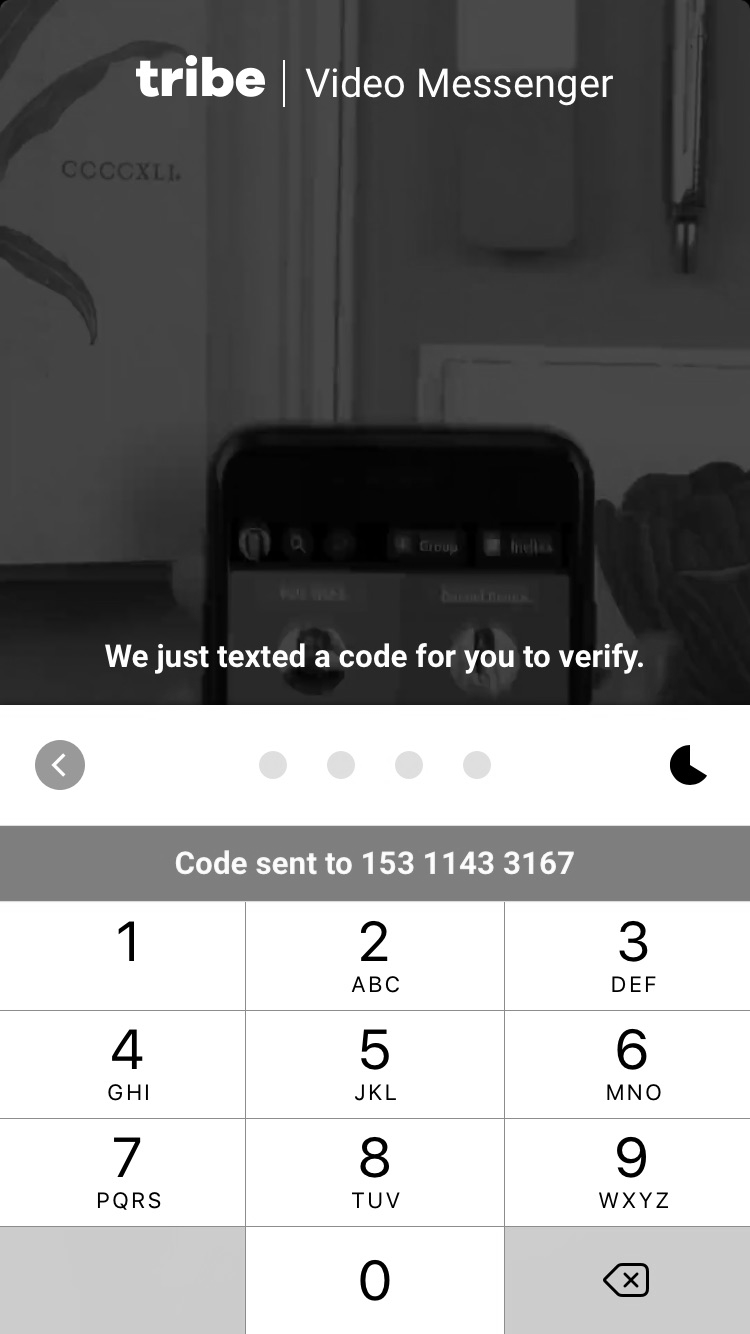 tribe | Video Messenger
CCCCXLI.
Group
We just texted a code for you to verify.
Code sent to 153 1143 3167
1
2
3
ABC
DEF
4
5
6
GHI
JKL
MNO
7
8
9
PQRS
TUV
WXYZ
0